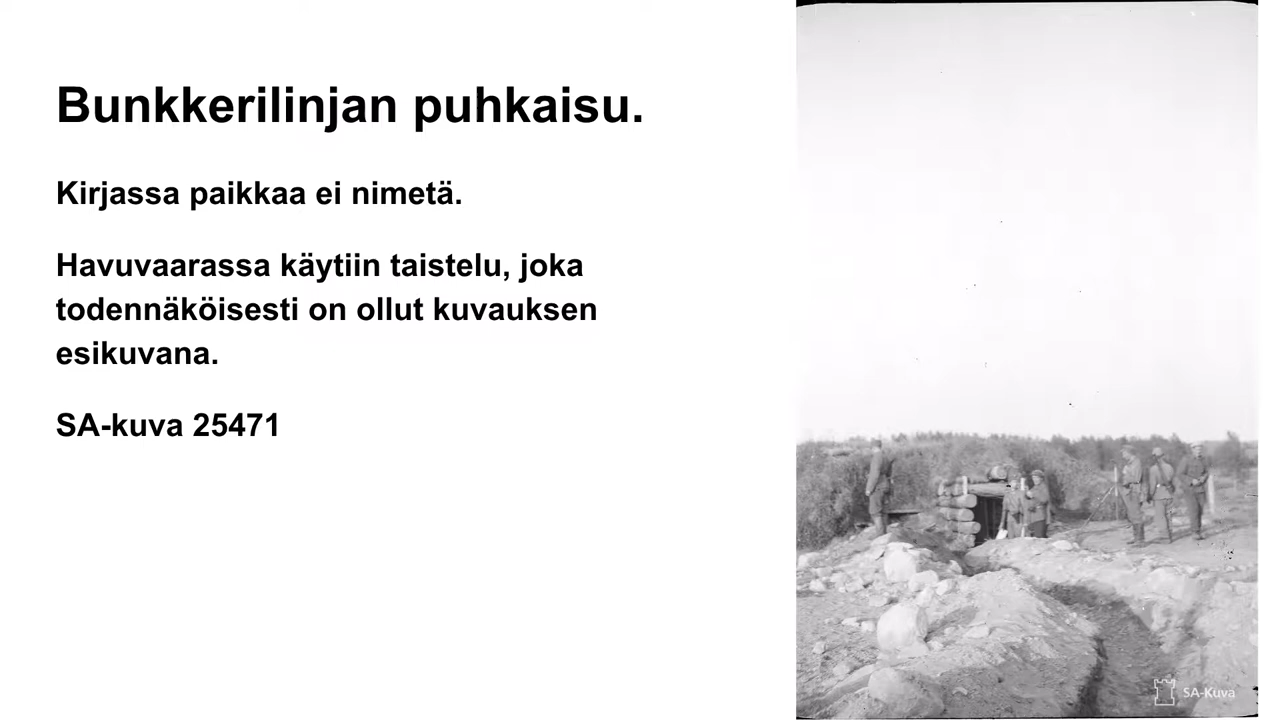 Bunkkerilinjan puhkaisu.
Kirjassa paikkaa ei nimetä.
Havuvaarassa käytiin taistelu, joka
todennäköisesti on ollut kuvauksen
esikuvana.
SA-kuva 25471
SA-Kuva